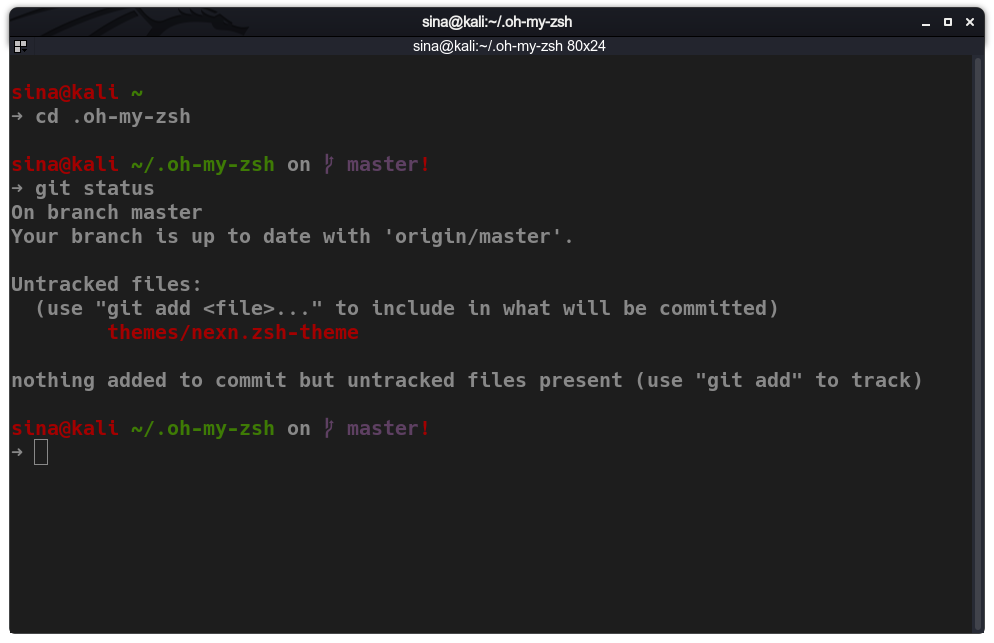 sina@kali:~/.oh-my-zsh
sina@kali:~/.oh-my-zsh 80x24
sina@kali ~
➜ cd .oh-my-zsh
sina@kali ~/.oh-my-zsh on ᚶ master!
➜ git status
On branch master
Your branch is up to date with 'origin/master'.
Untracked files:
  (use "git add <file>..." to include in what will be committed)
        themes/nexn.zsh-theme
nothing added to commit but untracked files present (use "git add" to track)
sina@kali ~/.oh-my-zsh on ᚶ master!
➜